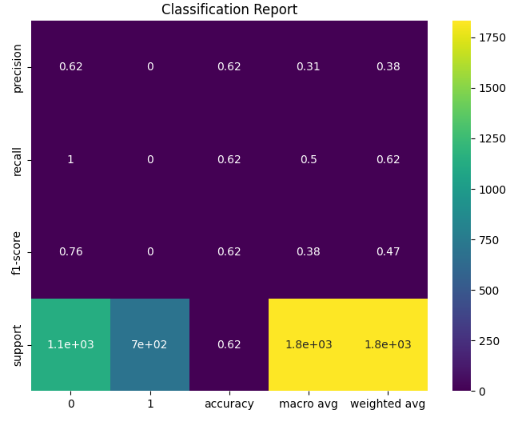 Classification Report
precision 0.62 0 0.62 0.31 0.38
recall 1 0 0.62 0.5 0.62
f1-score 0.76 0 0.62 0.38 0.47
support 1.1e+03 7e+02 0.62 1.8e+03 1.8e+03
0 1 accuracy macro avg weighted avg
1750
1500
1250
1000
750
500
250
0